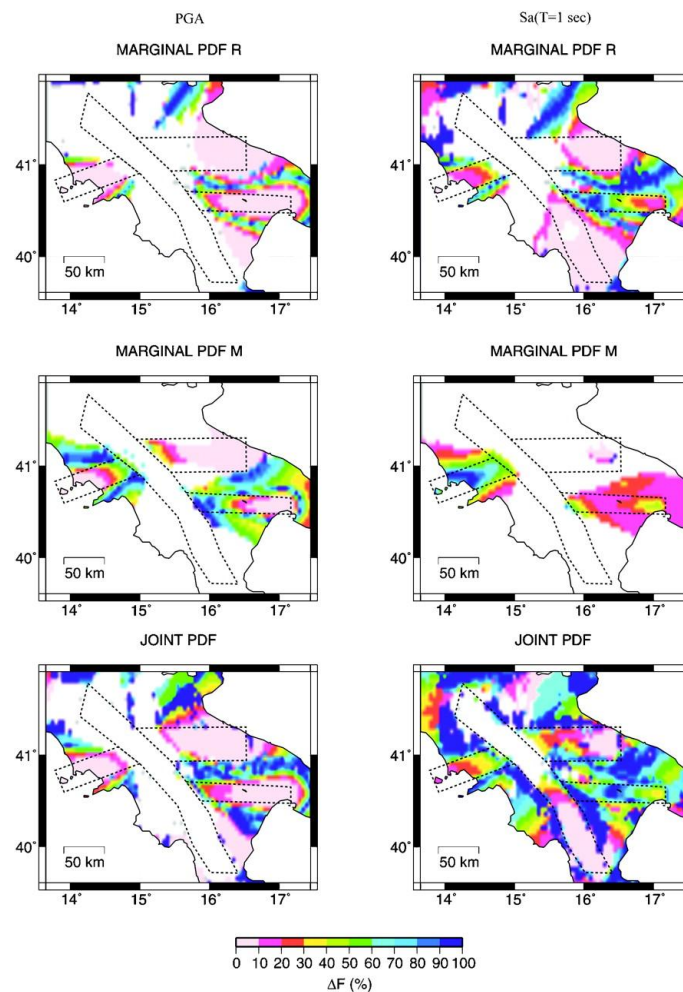 PGA Sa(T=1 sec)
MARGINAL PDF R MARGINAL PDF R
41˚ 41˚
40˚ 40˚
50 km 50 km
14˚ 15˚ 16˚ 17˚ 14˚ 15˚ 16˚ 17˚
MARGINAL PDF M MARGINAL PDF M
41˚ 41˚
40˚ 40˚
50 km 50 km
14˚ 15˚ 16˚ 17˚ 14˚ 15˚ 16˚ 17˚
JOINT PDF JOINT PDF
41˚ 41˚
40˚ 40˚
50 km 50 km
14˚ 15˚ 16˚ 17˚ 14˚ 15˚ 16˚ 17˚
0 10 20 30 40 50 60 70 80 90 100
ΔF (%)